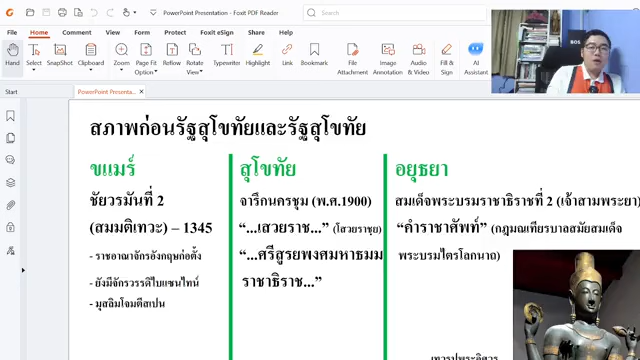 PowerPoint Presentation - Foxit PDF Reader
Search
File Home Comment View Form Protect Foxit eSign Share Help
Hand Select SnapShot Clipboard Zoom Page Fit Option Reflow Rotate View Typewriter Highlight Link Bookmark File Attachment Image Annotation Audio & Video Fill & Sign AI Assistant
Start PowerPoint Presenta...
สภาพก่อนรัฐสุโขทัยและรัฐสุโขทัย
ขแมร์
ชัยวรมันที่ 2
(สมมติเทวะ) – 1345
- ราชอาณาจักรอังกฤษก่อตั้ง
- ยังมีจักรวรรดิไบแซนไทน์
- มุสลิมโจมตีสเปน
สุโขทัย
จารึกนครชุม (พ.ศ.1900)
“...เสวยราช...” (โสวยราชย)
“...ศรีสูรยพงศมหาธมม
ราชาธิราช...”
อยุธยา
สมเด็จพระบรมราชาธิราชที่ 2 (เจ้าสามพระยา)
“คำราชาศัพท์” (กฎมณเฑียรบาลสมัยสมเด็จ
พระบรมไตรโลกนาถ)